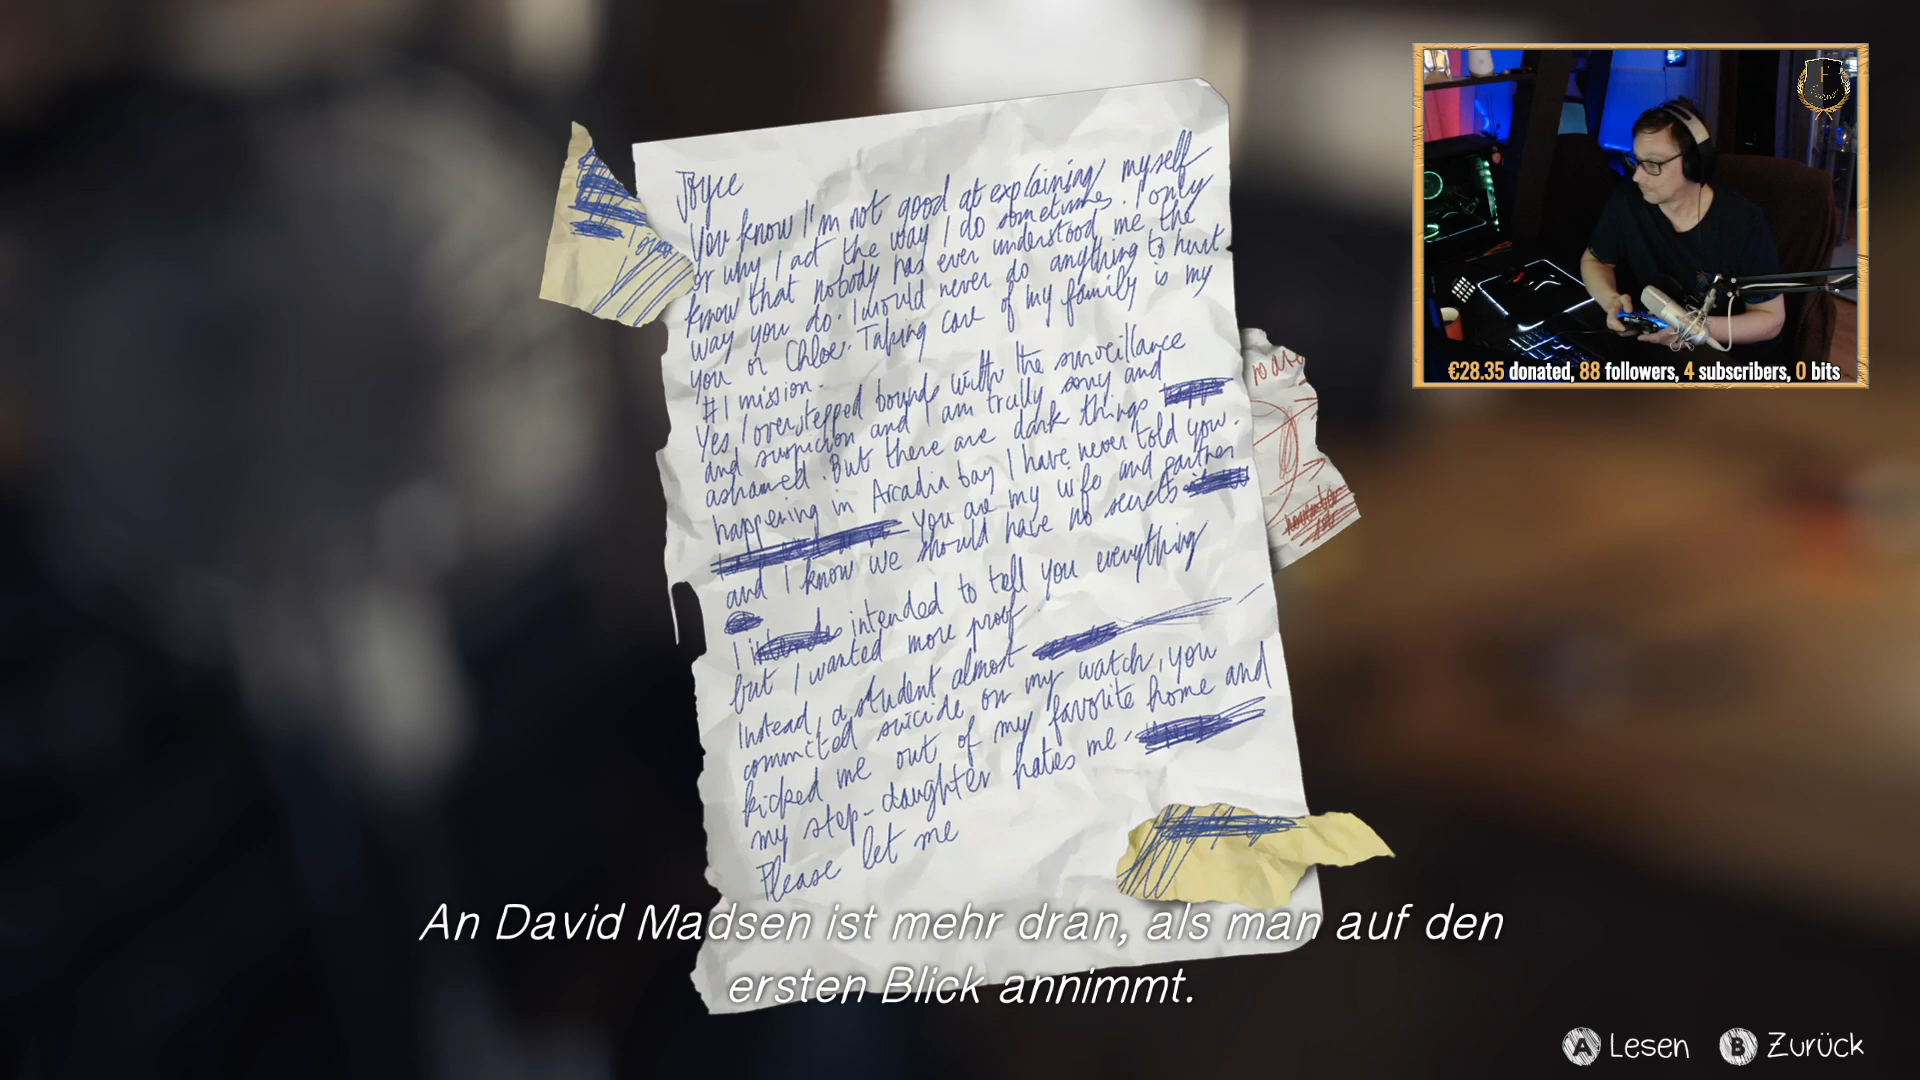 Joyce
You know I'm not good at explaining myself
or why I act the way I do sometimes. I only
know that nobody has ever understood me the
way you do. I would never do anything to hurt
you or Chloe. Taking care of my family is my
#1 mission.
Yes I overstepped bounds with the surveillance
and suspicion and I am trully sorry and
ashamed. But there are dark things
happening in Arcadia bay I have never told you.
You are my wife and partner
and I know we should have no secrets
I intended to tell you everything
but I wanted more proof.
Instead, a student almost
committed suicide on my watch, you
kicked me out of my favorite home and
my step-daughter hates me.
Please let me
An David Madsen ist mehr dran, als man auf den
ersten Blick annimmt.
€28.35 donated, 88 followers, 4 subscribers, 0 bits
A Lesen B Zurück